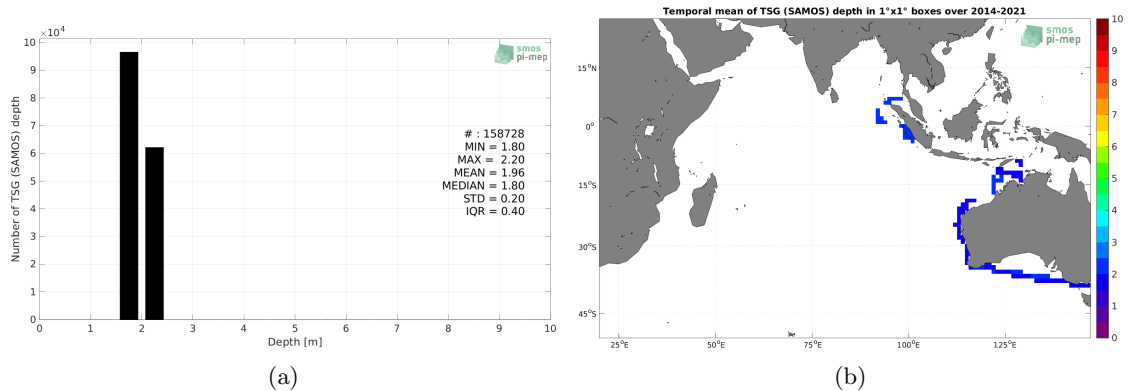 ×10⁴
10
9
8
7
6
5
4
3
2
1
0
Number of TSG (SAMOS) depth
smos
pi-mep
# : 158728
MIN = 1.80
MAX = 2.20
MEAN = 1.96
MEDIAN = 1.80
STD = 0.20
IQR = 0.40
0 1 2 3 4 5 6 7 8 9 10
Depth [m]
(a)
Temporal mean of TSG (SAMOS) depth in 1°x1° boxes over 2014-2021
smos
pi-mep
15°N
0°
15°S
30°S
45°S
25°E 50°E 75°E 100°E 125°E
10
9
8
7
6
5
4
3
2
1
0
(b)